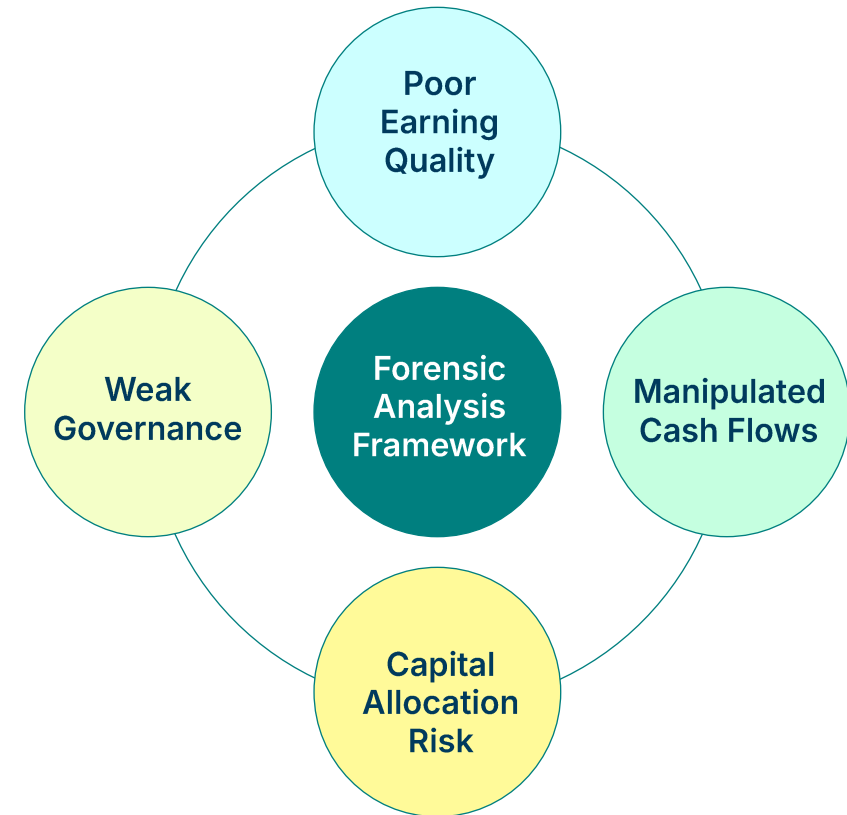 Poor
Earning
Quality
Weak
Governance
Forensic
Analysis
Framework
Manipulated
Cash Flows
Capital
Allocation
Risk